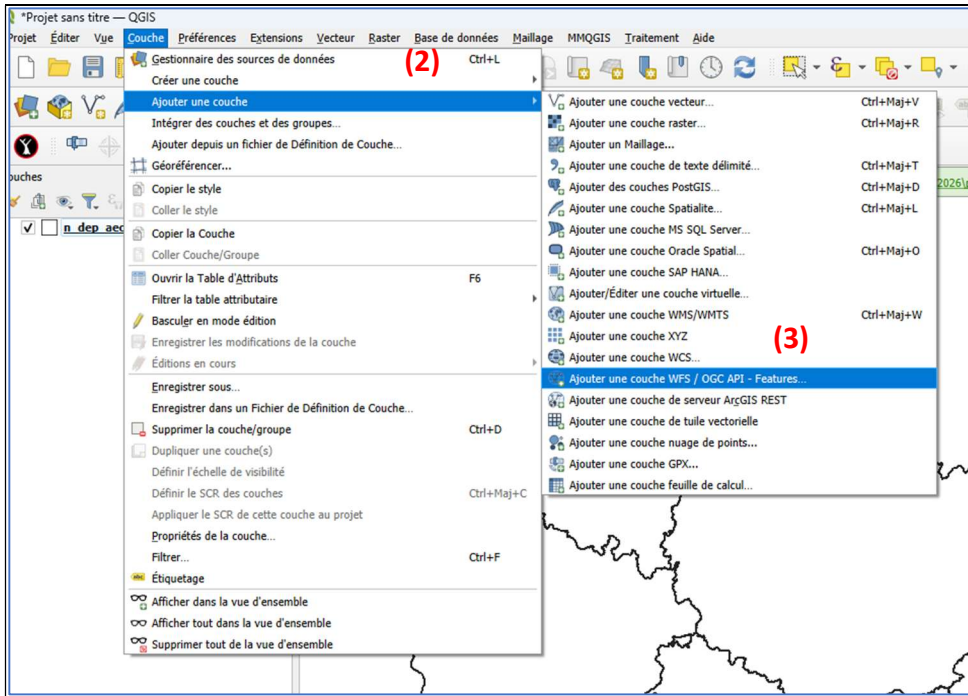 *Projet sans titre — QGIS
Projet Éditer Vue Couche Préférences Extensions Vecteur Raster Base de données Maillage MMQGIS Traitement Aide
Gestionnaire des sources de données Ctrl+L
(2)
Créer une couche
Ajouter une couche
Intégrer des couches et des groupes...
Ajouter depuis un fichier de Définition de Couche...
Géoréférencer...
Copier le style
Coller le style
Copier la Couche
Coller Couche/Groupe
Ouvrir la Table d'Attributs F6
Filtrer la table attributaire
Basculer en mode édition
Enregistrer les modifications de la couche
Éditions en cours
Enregistrer sous...
Enregistrer dans un Fichier de Définition de Couche...
Supprimer la couche/groupe Ctrl+D
Dupliquer une couche(s)
Définir l'échelle de visibilité
Définir le SCR des couches Ctrl+Maj+C
Appliquer le SCR de cette couche au projet
Propriétés de la couche...
Filtrer... Ctrl+F
Étiquetage
Afficher dans la vue d'ensemble
Afficher tout dans la vue d'ensemble
Supprimer tout de la vue d'ensemble
Ajouter une couche vecteur... Ctrl+Maj+V
Ajouter une couche raster... Ctrl+Maj+R
Ajouter un Maillage...
Ajouter une couche de texte délimité... Ctrl+Maj+T
Ajouter des couches PostGIS... Ctrl+Maj+D
Ajouter une couche Spatialite... Ctrl+Maj+L
Ajouter une couche MS SQL Server...
Ajouter une couche Oracle Spatial... Ctrl+Maj+O
Ajouter une couche SAP HANA...
Ajouter/Éditer une couche virtuelle...
Ajouter une couche WMS/WMTS Ctrl+Maj+W
Ajouter une couche XYZ
(3)
Ajouter une couche WCS...
Ajouter une couche WFS / OGC API - Features...
Ajouter une couche de serveur ArcGIS REST
Ajouter une couche de tuile vectorielle
Ajouter une couche nuage de points...
Ajouter une couche GPX...
Ajouter une couche feuille de calcul...
ouches
n_dep_aec
2026\p